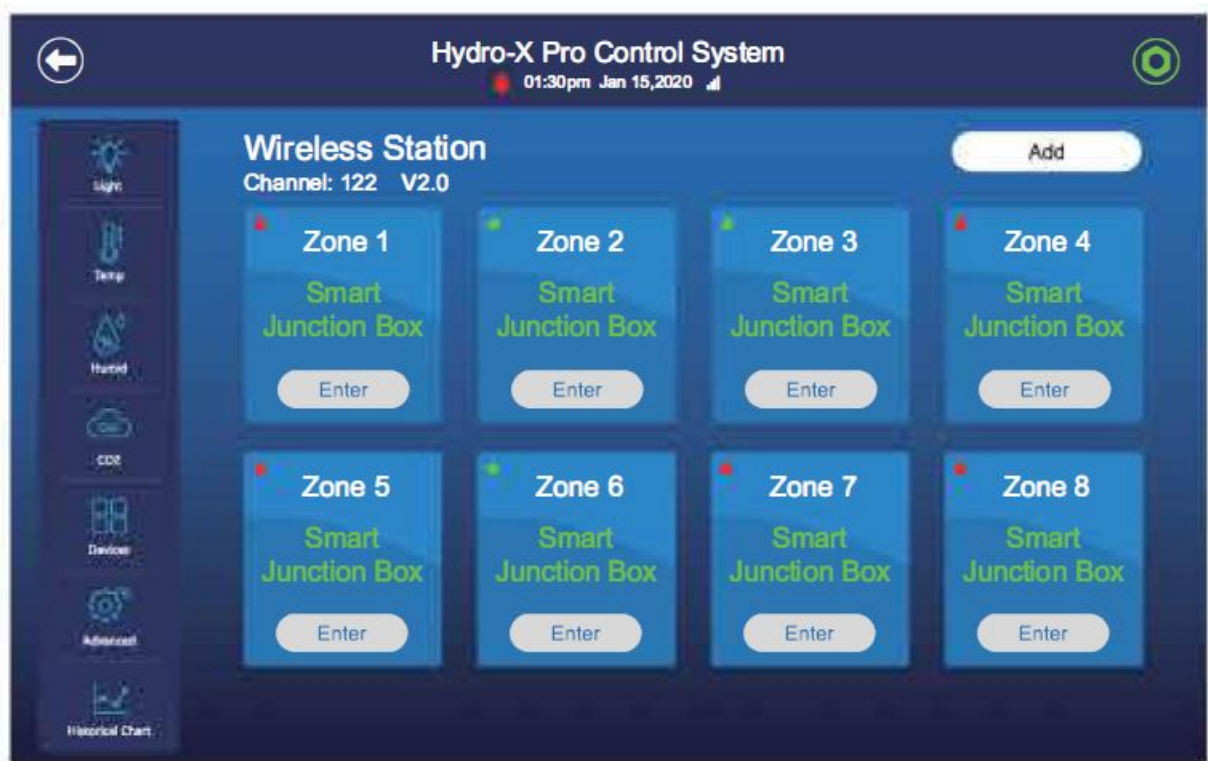 Hydro-X Pro Control System
01:30pm Jan 15,2020
Light
Temp
Humid
CO2
Devices
Advanced
Historical Chart
Wireless Station
Channel: 122 V2.0
Add
Zone 1
Smart
Junction Box
Enter
Zone 2
Smart
Junction Box
Enter
Zone 3
Smart
Junction Box
Enter
Zone 4
Smart
Junction Box
Enter
Zone 5
Smart
Junction Box
Enter
Zone 6
Smart
Junction Box
Enter
Zone 7
Smart
Junction Box
Enter
Zone 8
Smart
Junction Box
Enter